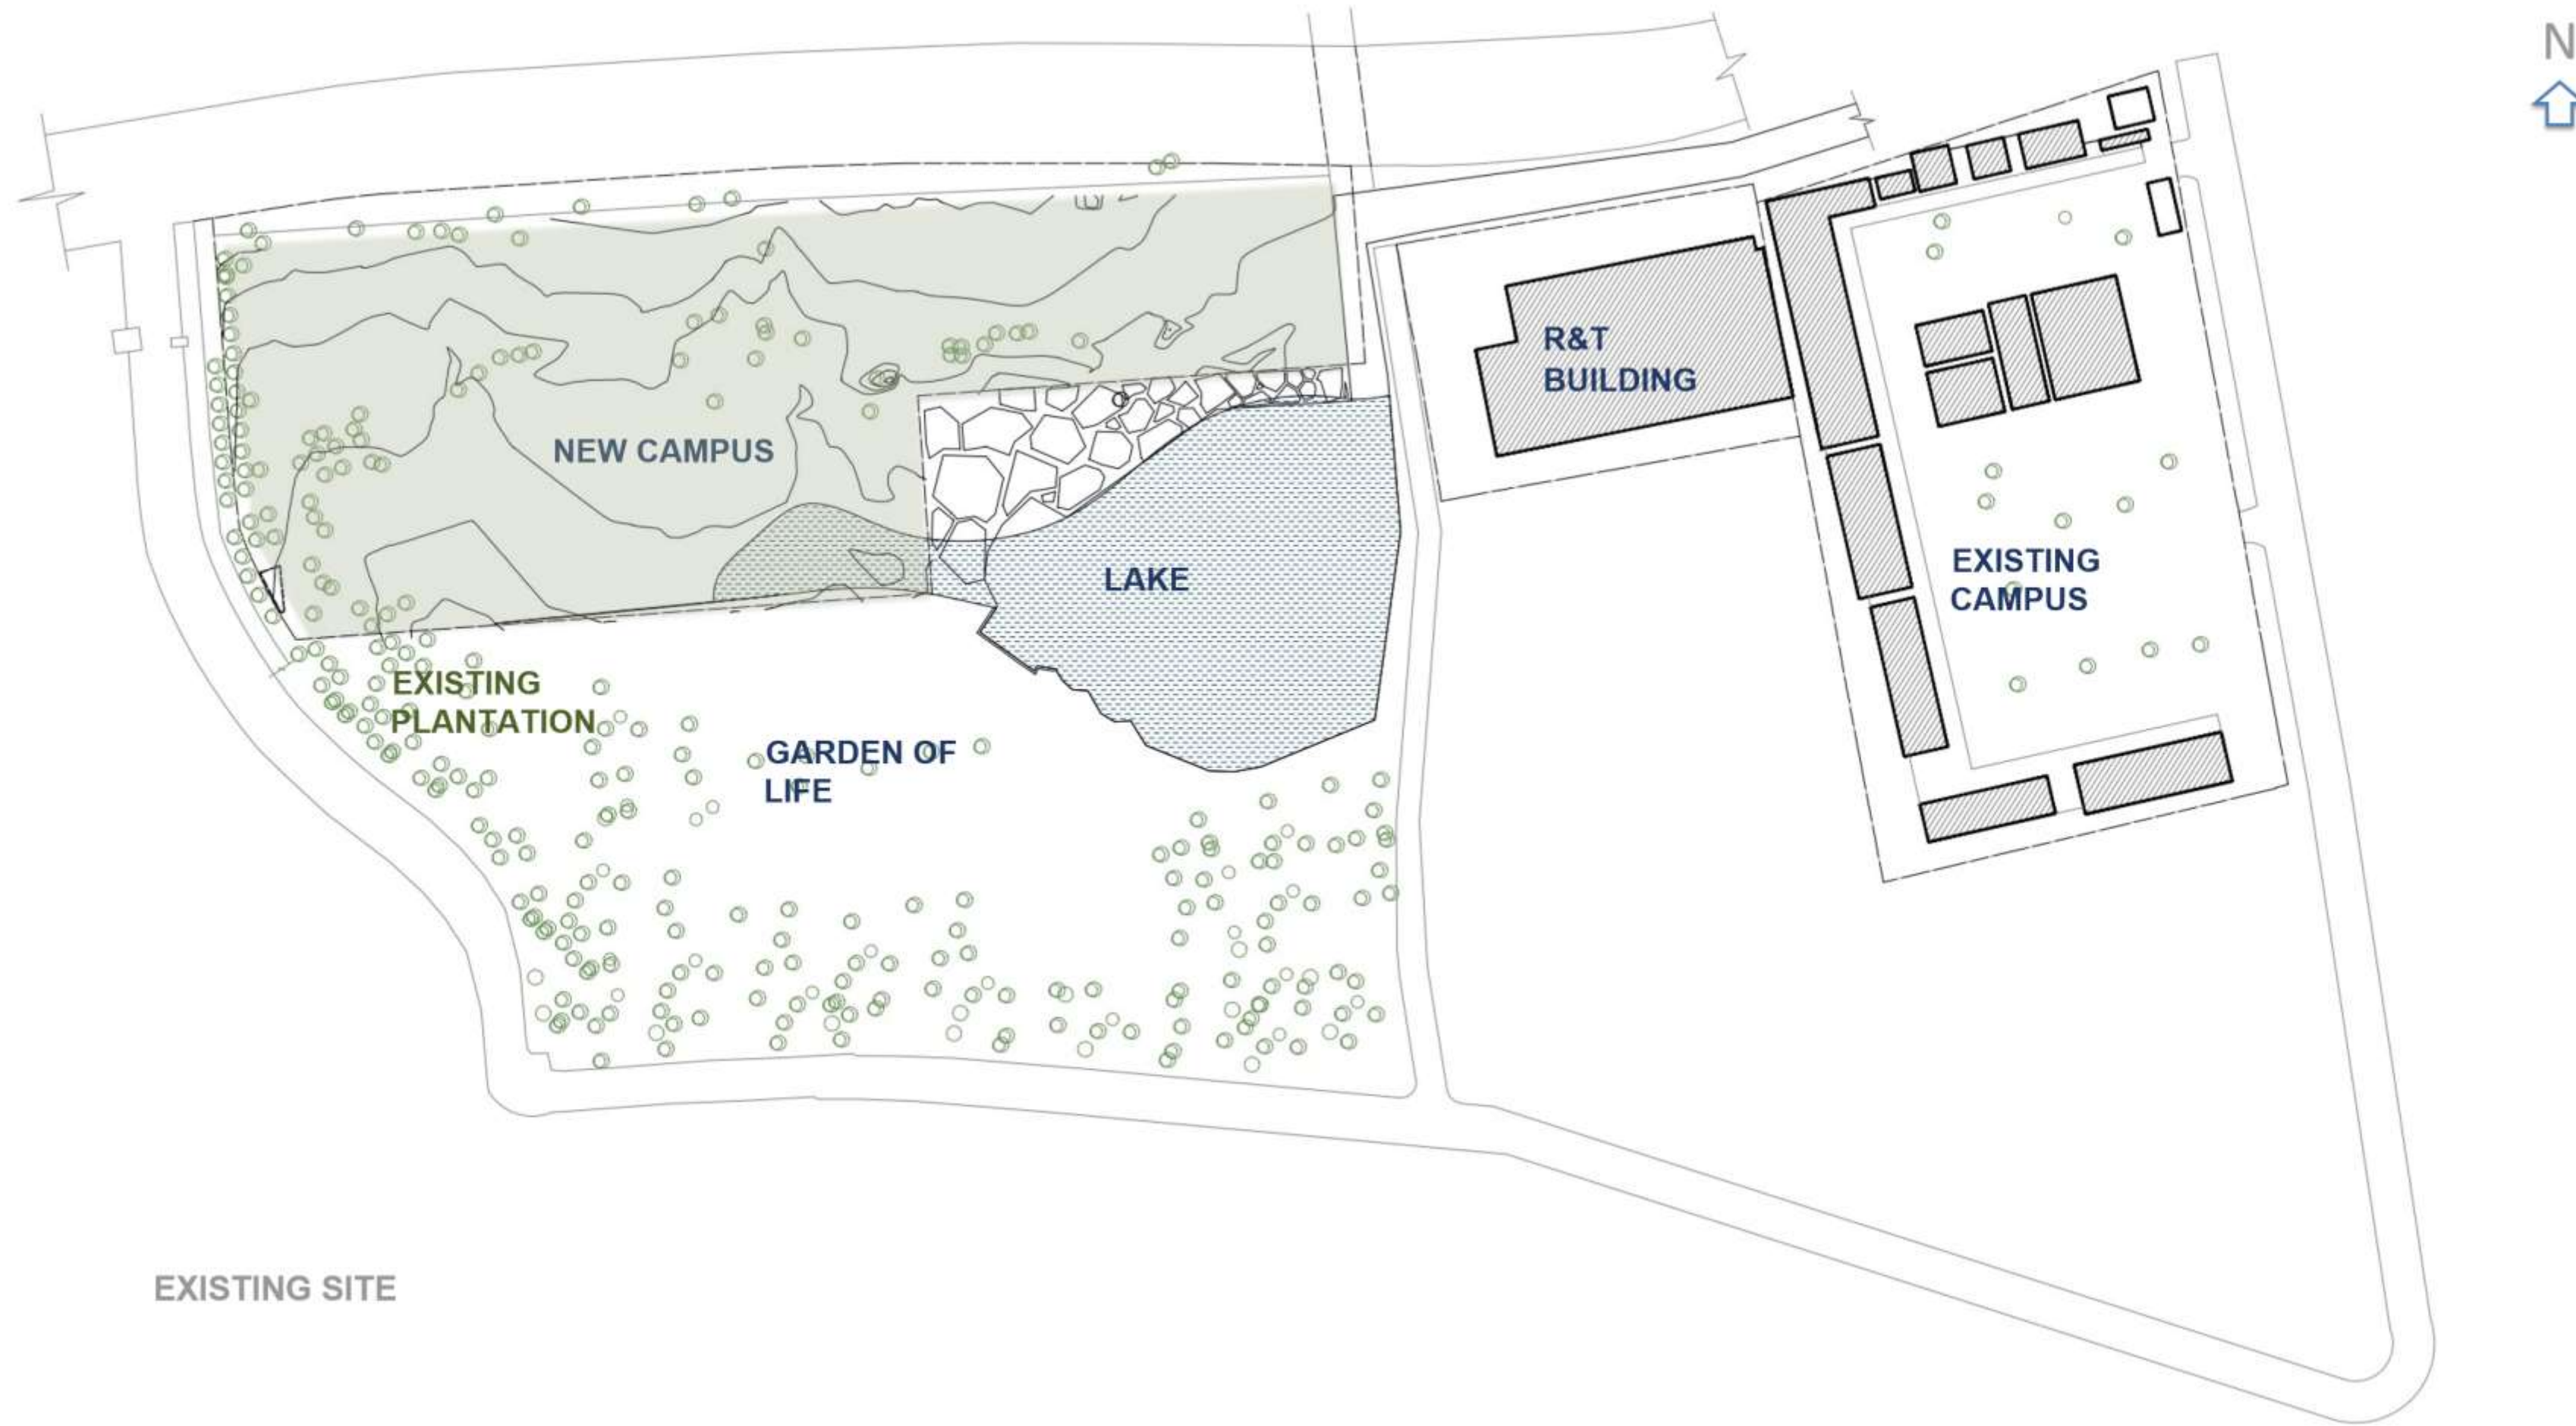 N
R&T
BUILDING
NEW CAMPUS
EXISTING
CAMPUS
LAKE
EXISTING
PLANTATION
GARDEN OF
LIFE
EXISTING SITE